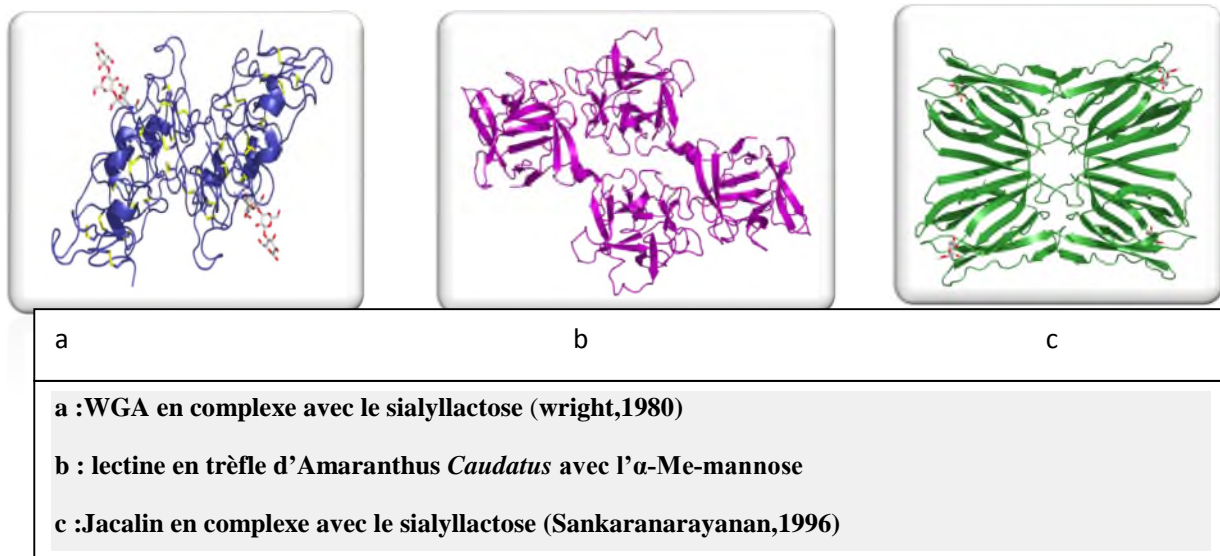 a b c
a :WGA en complexe avec le sialyllactose (wright,1980)
b : lectine en trèfle d’Amaranthus Caudatus avec l’α-Me-mannose
c :Jacalin en complexe avec le sialyllactose (Sankaranarayanan,1996)